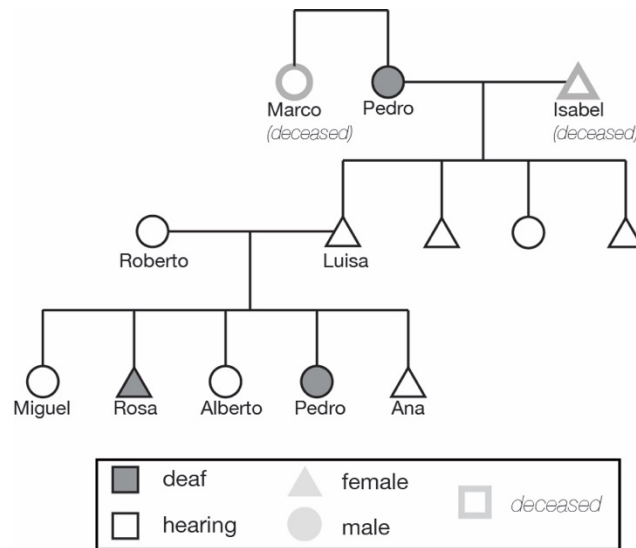 Marco
(deceased)
Pedro
Isabel
(deceased)
Roberto
Luisa
Miguel
Rosa
Alberto
Pedro
Ana
deaf
female
deceased
hearing
male